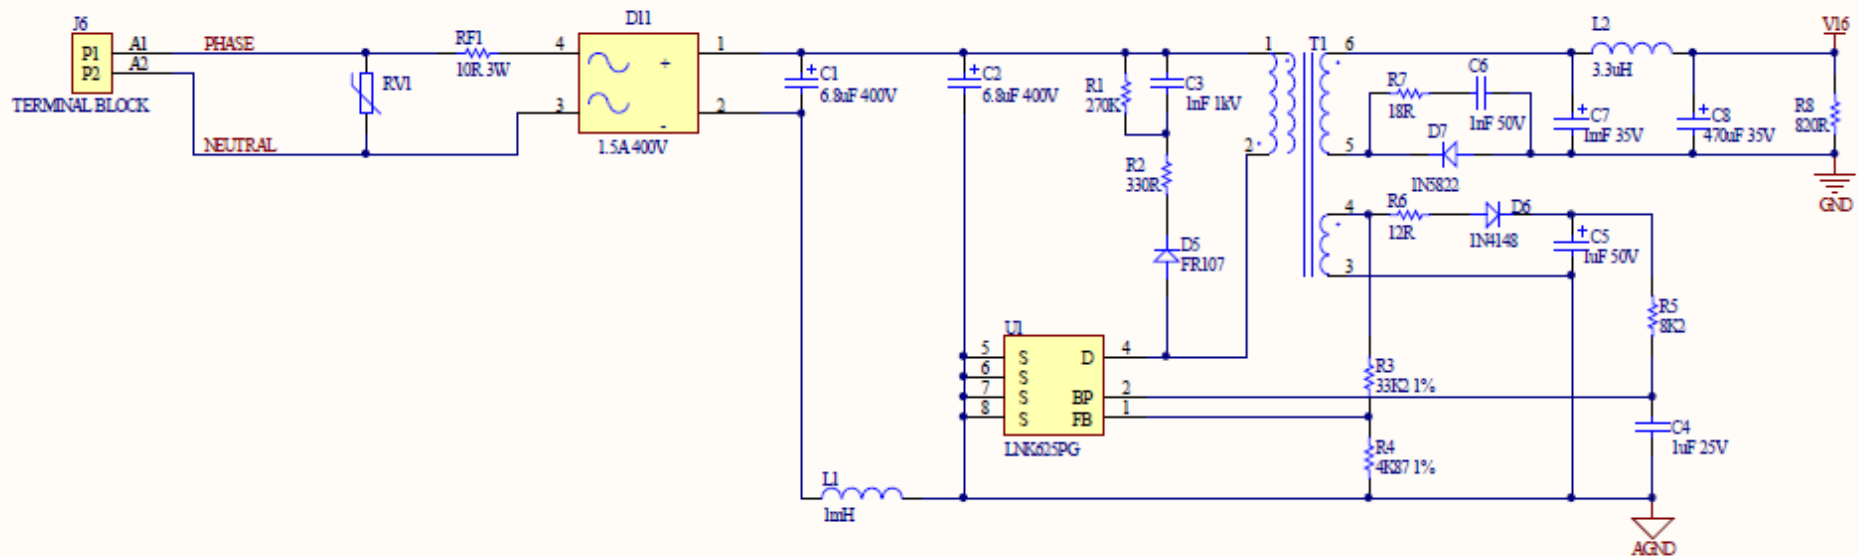 J6
P1
P2
A1
A2
TERMINAL BLOCK
PHASE
NEUTRAL
RV1
RF1
10R 3W
D11
4
3
+
-
1
2
1.5A 400V
+
C1
6.8uF 400V
L1
1mH
+
C2
6.8uF 400V
R1
270K
C3
1nF 1kV
R2
330R
D5
FR107
U1
5
6
7
8
S
S
S
S
D
BP
FB
4
2
1
LNK625PG
1
2
T1
6
5
4
3
R7
18R
C6
1nF 50V
D7
1N5822
R6
12R
D6
1N4148
+
C5
1uF 50V
R3
33K2 1%
R4
4K87 1%
R5
8K2
C4
1uF 25V
AGND
L2
3.3uH
+
C7
1mF 35V
+
C8
470uF 35V
R8
820R
V16
GND